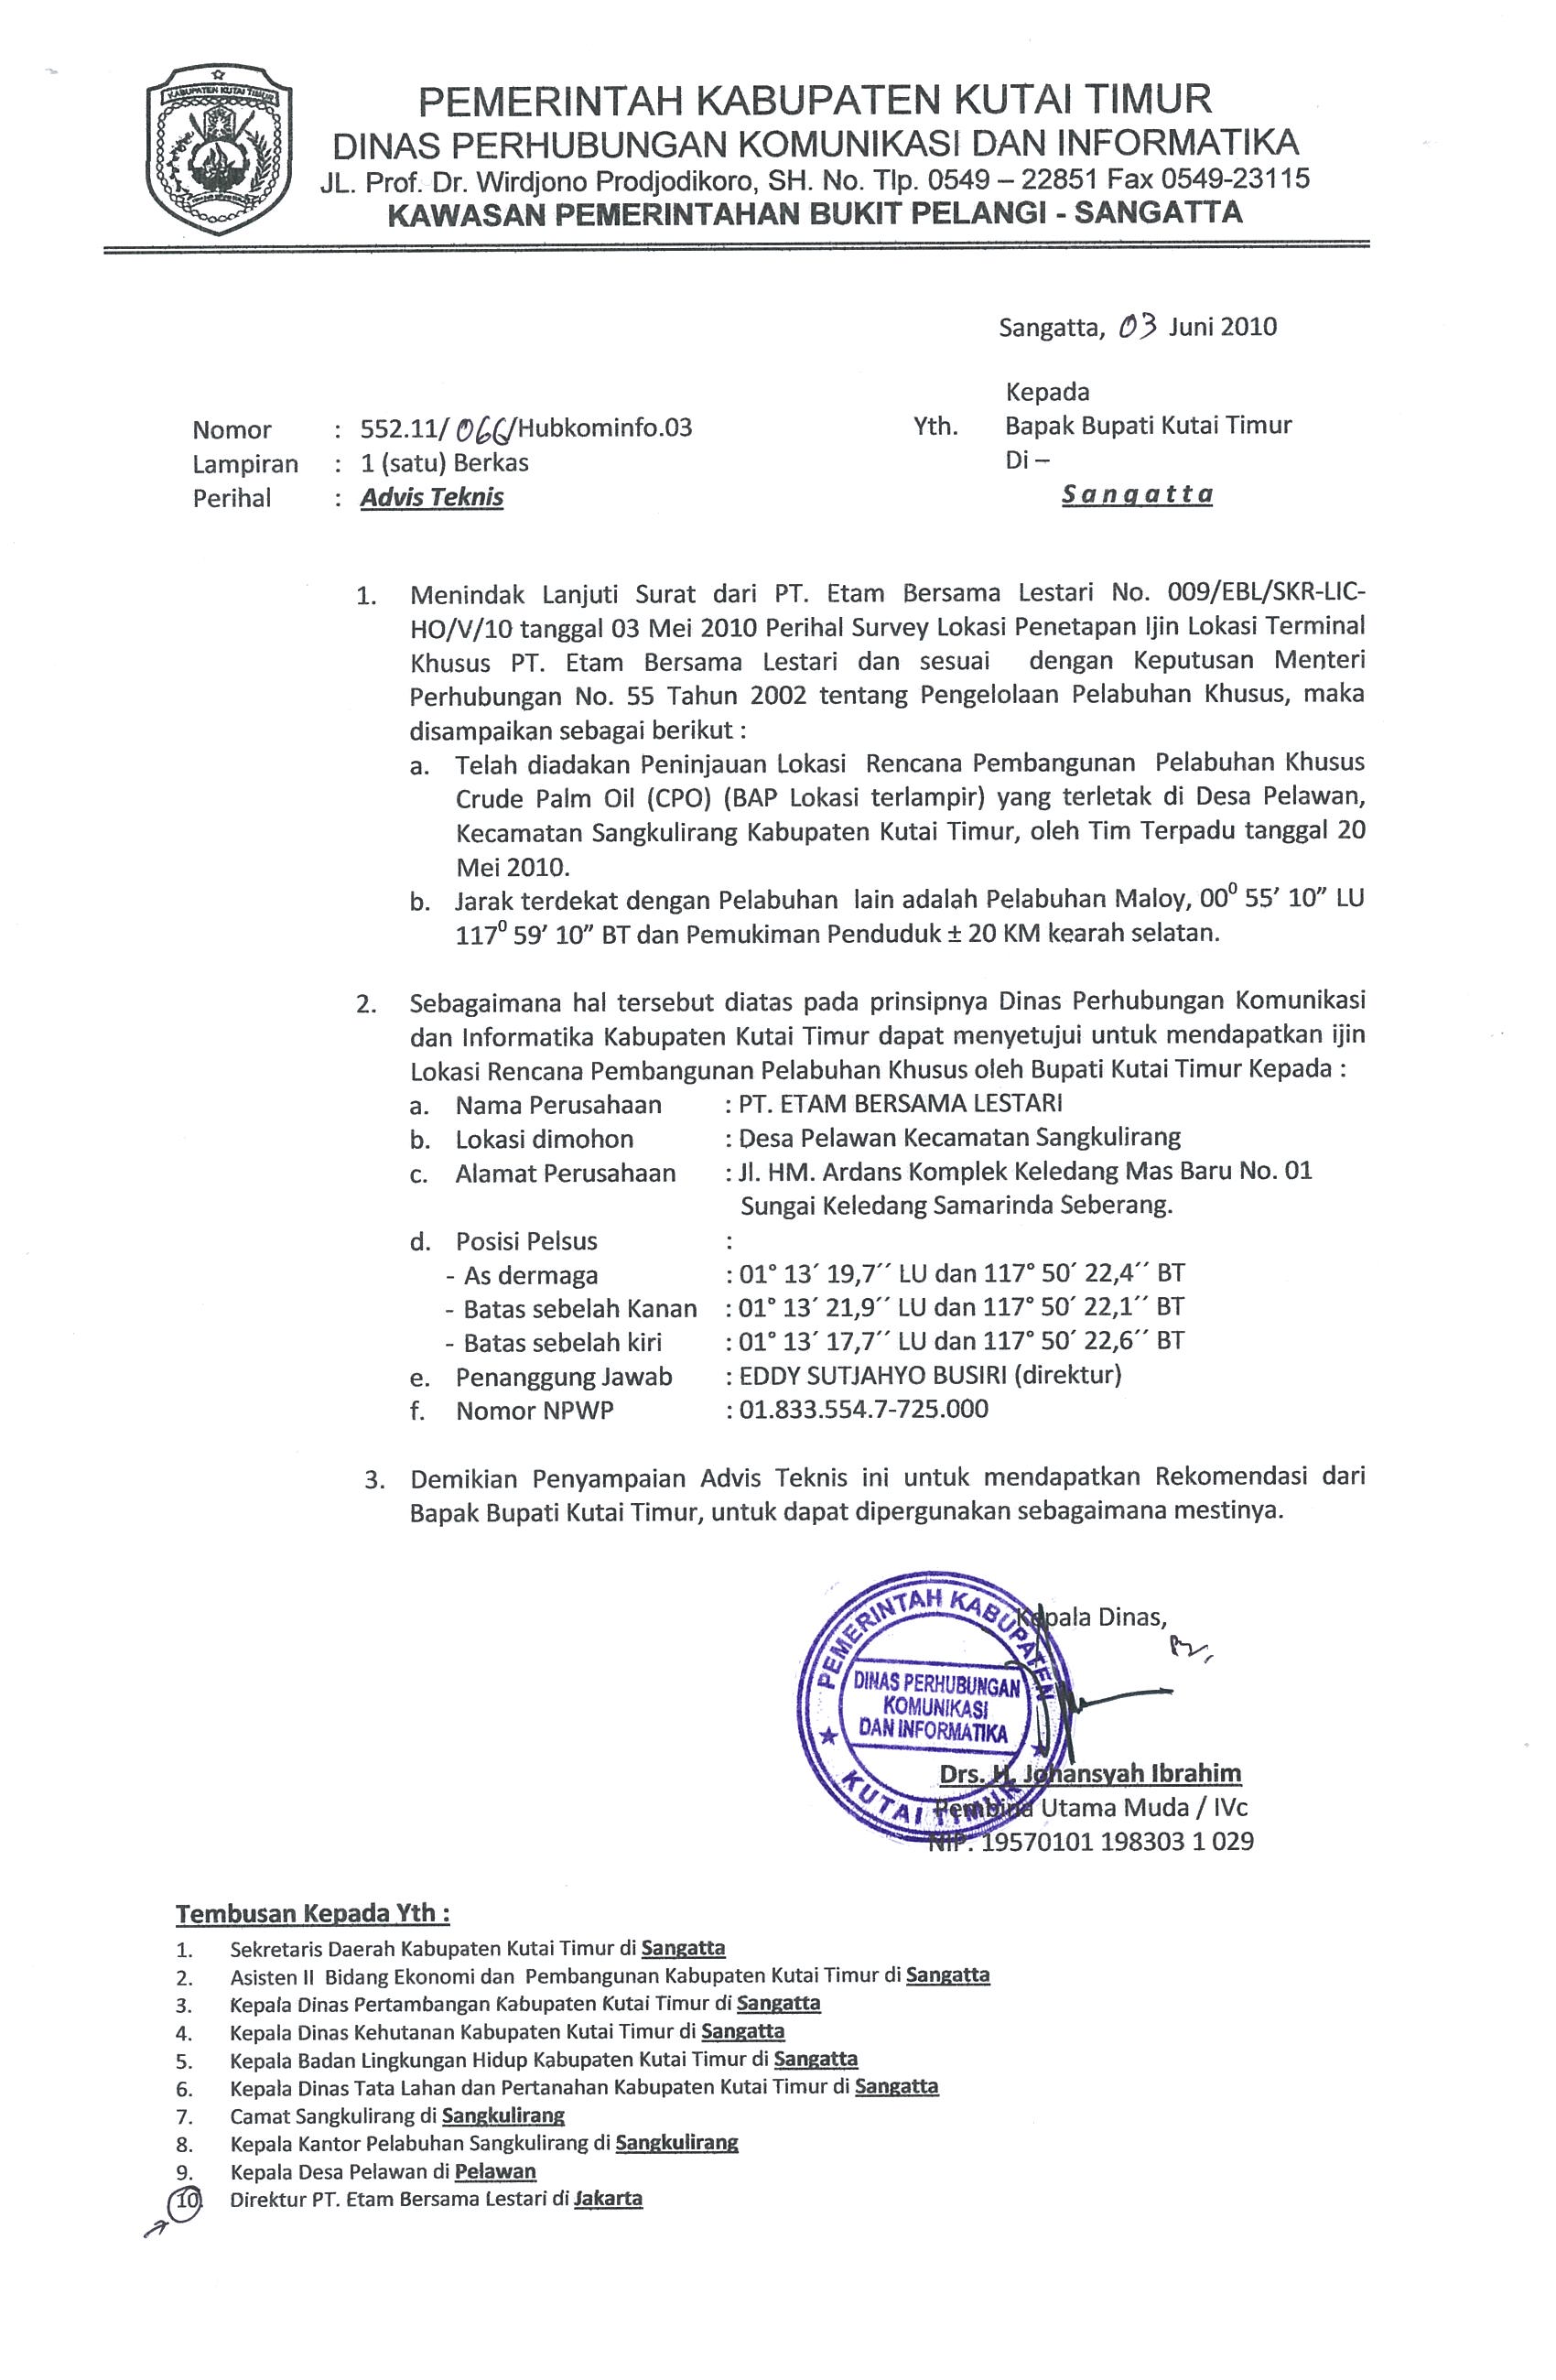 KABUPATEN KUTAI TIMUR
PEMERINTAH KABUPATEN KUTAI TIMUR
DINAS PERHUBUNGAN KOMUNIKASI DAN INFORMATIKA
JL. Prof. Dr. Wirdjono Prodjodikoro, SH. No. Tlp. 0549 – 22851 Fax 0549-23115
KAWASAN PEMERINTAHAN BUKIT PELANGI - SANGATTA
Sangatta, 03 Juni 2010
Kepada
Nomor : 552.11/ 066/Hubkominfo.03 Yth. Bapak Bupati Kutai Timur
Lampiran : 1 (satu) Berkas Di –
Perihal : Advis Teknis S a n g a t t a
1. Menindak Lanjuti Surat dari PT. Etam Bersama Lestari No. 009/EBL/SKR-LIC-
HO/V/10 tanggal 03 Mei 2010 Perihal Survey Lokasi Penetapan Ijin Lokasi Terminal
Khusus PT. Etam Bersama Lestari dan sesuai dengan Keputusan Menteri
Perhubungan No. 55 Tahun 2002 tentang Pengelolaan Pelabuhan Khusus, maka
disampaikan sebagai berikut :
a. Telah diadakan Peninjauan Lokasi Rencana Pembangunan Pelabuhan Khusus
Crude Palm Oil (CPO) (BAP Lokasi terlampir) yang terletak di Desa Pelawan,
Kecamatan Sangkulirang Kabupaten Kutai Timur, oleh Tim Terpadu tanggal 20
Mei 2010.
b. Jarak terdekat dengan Pelabuhan lain adalah Pelabuhan Maloy, 00⁰ 55’ 10” LU
117⁰ 59’ 10” BT dan Pemukiman Penduduk ± 20 KM kearah selatan.
2. Sebagaimana hal tersebut diatas pada prinsipnya Dinas Perhubungan Komunikasi
dan Informatika Kabupaten Kutai Timur dapat menyetujui untuk mendapatkan ijin
Lokasi Rencana Pembangunan Pelabuhan Khusus oleh Bupati Kutai Timur Kepada :
a. Nama Perusahaan : PT. ETAM BERSAMA LESTARI
b. Lokasi dimohon : Desa Pelawan Kecamatan Sangkulirang
c. Alamat Perusahaan : Jl. HM. Ardans Komplek Keledang Mas Baru No. 01
Sungai Keledang Samarinda Seberang.
d. Posisi Pelsus :
- As dermaga : 01° 13´ 19,7´´ LU dan 117° 50´ 22,4´´ BT
- Batas sebelah Kanan : 01° 13´ 21,9´´ LU dan 117° 50´ 22,1´´ BT
- Batas sebelah kiri : 01° 13´ 17,7´´ LU dan 117° 50´ 22,6´´ BT
e. Penanggung Jawab : EDDY SUTJAHYO BUSIRI (direktur)
f. Nomor NPWP : 01.833.554.7-725.000
3. Demikian Penyampaian Advis Teknis ini untuk mendapatkan Rekomendasi dari
Bapak Bupati Kutai Timur, untuk dapat dipergunakan sebagaimana mestinya.
Kepala Dinas,
PEMERINTAH KABUPATEN
DINAS PERHUBUNGAN
KOMUNIKASI
DAN INFORMATIKA
KUTAI TIMUR
Drs. H. Johansyah Ibrahim
Pembina Utama Muda / IVc
NIP. 19570101 198303 1 029
Tembusan Kepada Yth :
1. Sekretaris Daerah Kabupaten Kutai Timur di Sangatta
2. Asisten II Bidang Ekonomi dan Pembangunan Kabupaten Kutai Timur di Sangatta
3. Kepala Dinas Pertambangan Kabupaten Kutai Timur di Sangatta
4. Kepala Dinas Kehutanan Kabupaten Kutai Timur di Sangatta
5. Kepala Badan Lingkungan Hidup Kabupaten Kutai Timur di Sangatta
6. Kepala Dinas Tata Lahan dan Pertanahan Kabupaten Kutai Timur di Sangatta
7. Camat Sangkulirang di Sangkulirang
8. Kepala Kantor Pelabuhan Sangkulirang di Sangkulirang
9. Kepala Desa Pelawan di Pelawan
10. Direktur PT. Etam Bersama Lestari di Jakarta